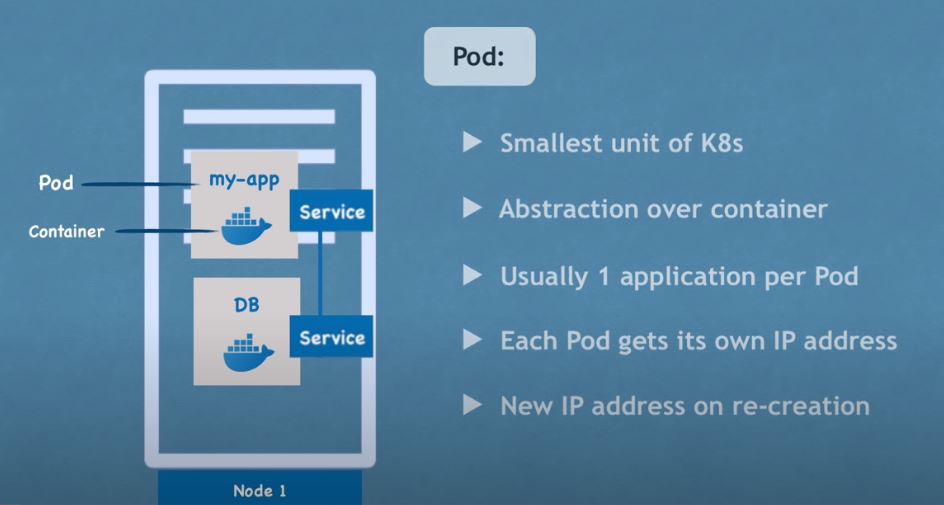 Pod:
Smallest unit of K8s
Abstraction over container
Usually 1 application per Pod
Each Pod gets its own IP address
New IP address on re-creation
Pod
Container
my-app
Service
DB
Service
Node 1